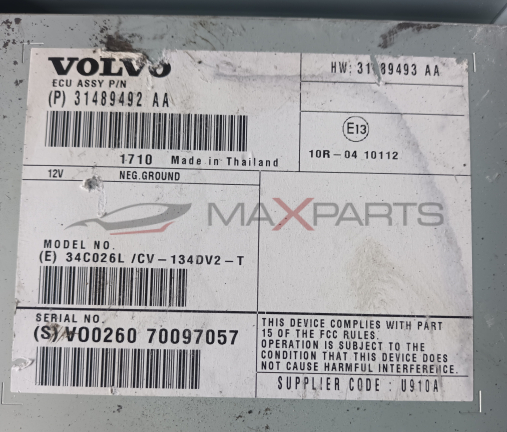 VOLVO
ECU ASSY P/N
(P) 31489492 AA
HW: 31489493 AA
E13
10R-04 10112
1710 Made in Thailand
12V NEG.GROUND
MAXPARTS
MODEL NO.
(E) 34C026L /CV-134DV2-T
SERIAL NO.
(S) VO0260 70097057
THIS DEVICE COMPLIES WITH PART
15 OF THE FCC RULES.
OPERATION IS SUBJECT TO THE
CONDITION THAT THIS DEVICE DOES
NOT CAUSE HARMFUL INTERFERENCE.
SUPPLIER CODE : U910A